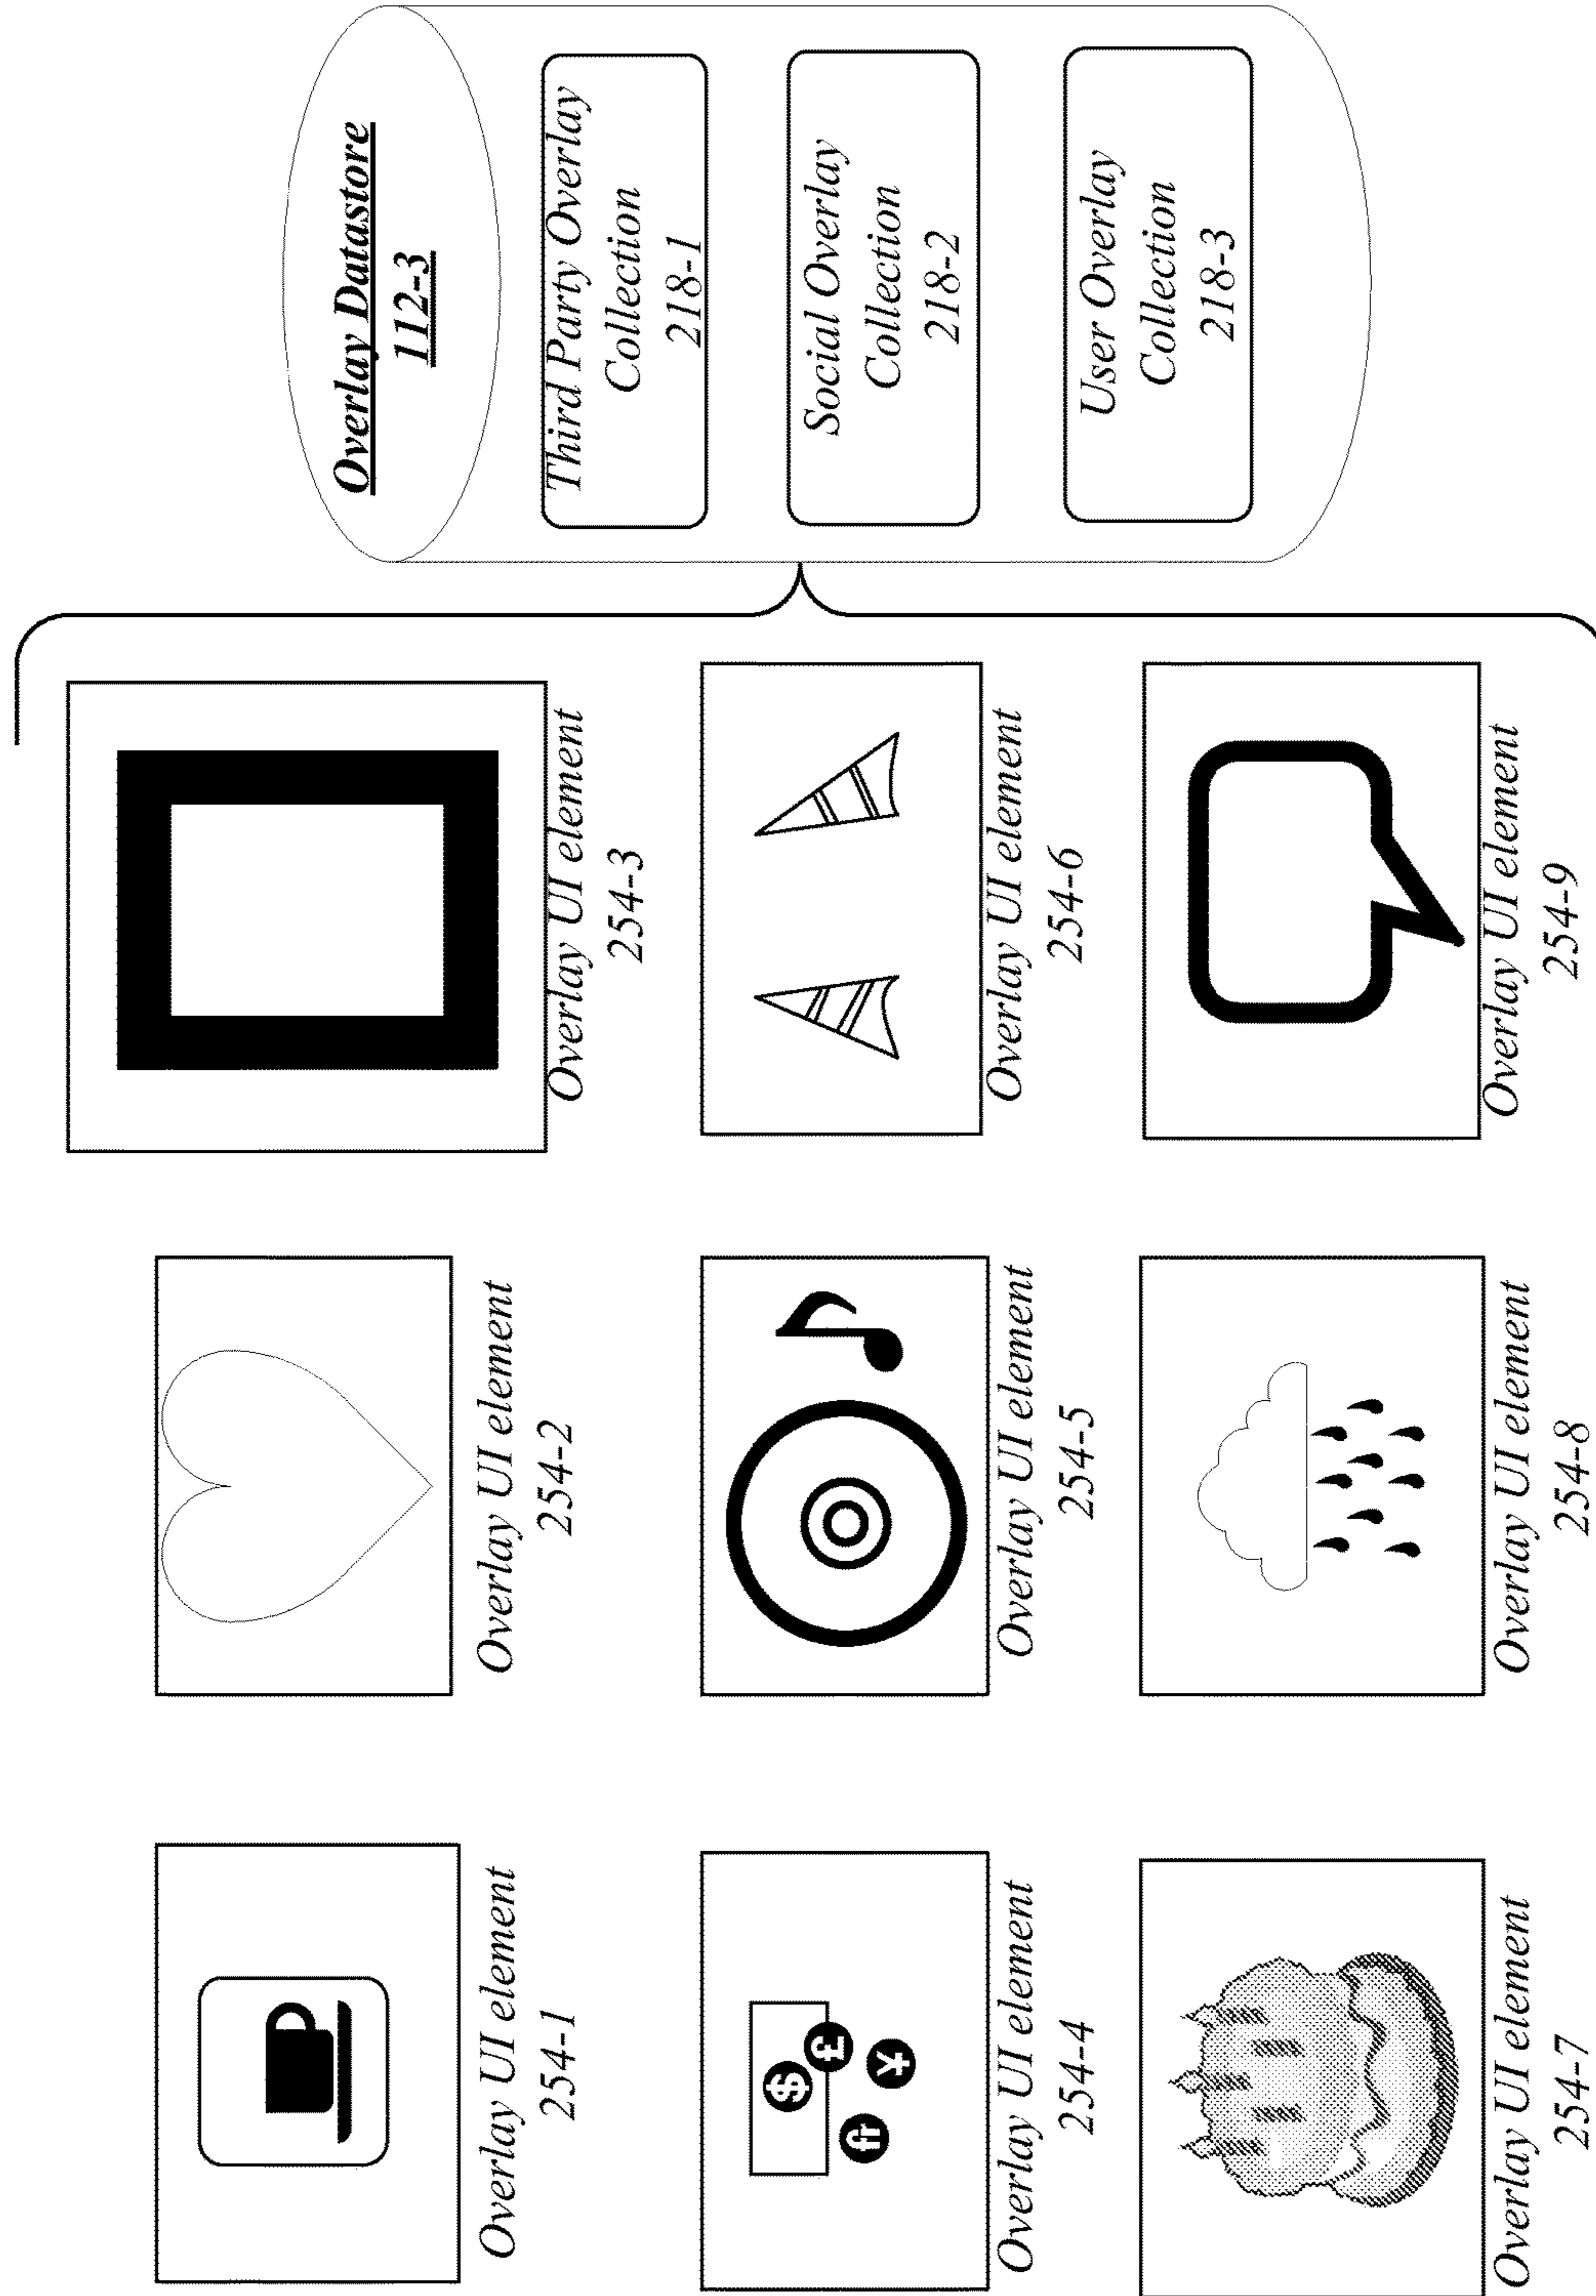 Overlay UI element
254-1
Overlay UI element
254-2
Overlay UI element
254-3
$
£
fr
¥
Overlay UI element
254-4
Overlay UI element
254-5
Overlay UI element
254-6
Overlay UI element
254-7
Overlay UI element
254-8
Overlay UI element
254-9
Overlay Datastore
112-3
Third Party Overlay
Collection
218-1
Social Overlay
Collection
218-2
User Overlay
Collection
218-3